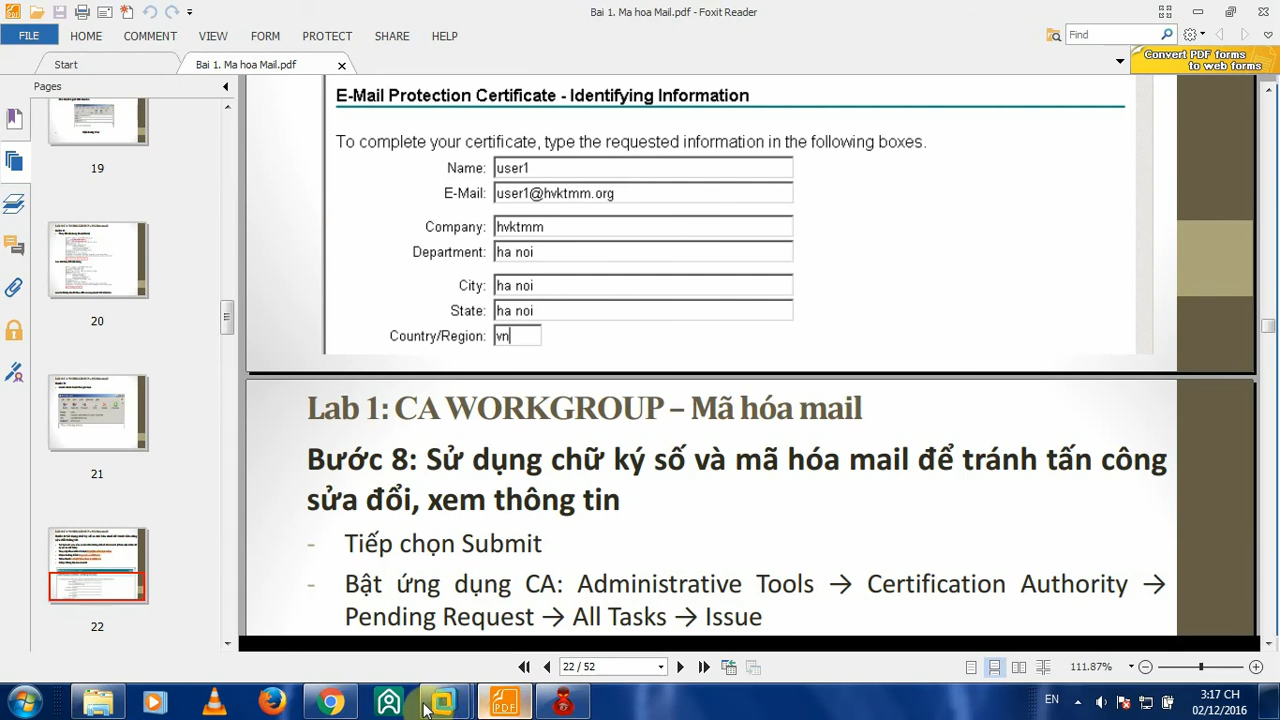 Bai 1. Ma hoa Mail.pdf - Foxit Reader
FILE HOME COMMENT VIEW FORM PROTECT SHARE HELP
Find
Start
Bai 1. Ma hoa Mail.pdf
Convert PDF forms
to web forms
Pages
19
20
21
22
E-Mail Protection Certificate - Identifying Information
To complete your certificate, type the requested information in the following boxes.
Name: user1
E-Mail: user1@hvktmm.org
Company: hvktmm
Department: ha noi
City: ha noi
State: ha noi
Country/Region: vn
Lab 1: CA WORKGROUP – Mã hóa mail
Bước 8: Sử dụng chữ ký số và mã hóa mail để tránh tấn công
sửa đổi, xem thông tin
- Tiếp chọn Submit
- Bật ứng dụng CA: Administrative Tools → Certification Authority →
Pending Request → All Tasks → Issue
22 / 52
111.87%
PDF
EN
3:17 CH
02/12/2016